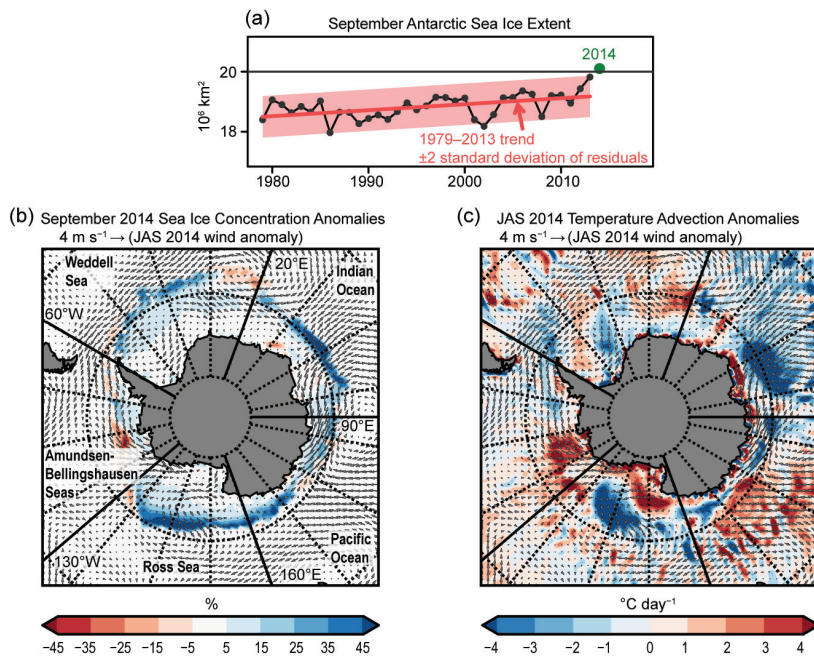 (a) September Antarctic Sea Ice Extent
2014
20
18
10⁶ km²
1979–2013 trend
±2 standard deviation of residuals
1980 1990 2000 2010
(b) September 2014 Sea Ice Concentration Anomalies
4 m s⁻¹ → (JAS 2014 wind anomaly)
Weddell
Sea
20°E
Indian
Ocean
60°W
90°E
Amundsen-
Bellingshausen
Seas
Pacific
Ocean
130°W
Ross Sea
160°E
%
−45 −35 −25 −15 −5 5 15 25 35 45
(c) JAS 2014 Temperature Advection Anomalies
4 m s⁻¹ → (JAS 2014 wind anomaly)
°C day⁻¹
−4 −3 −2 −1 0 1 2 3 4